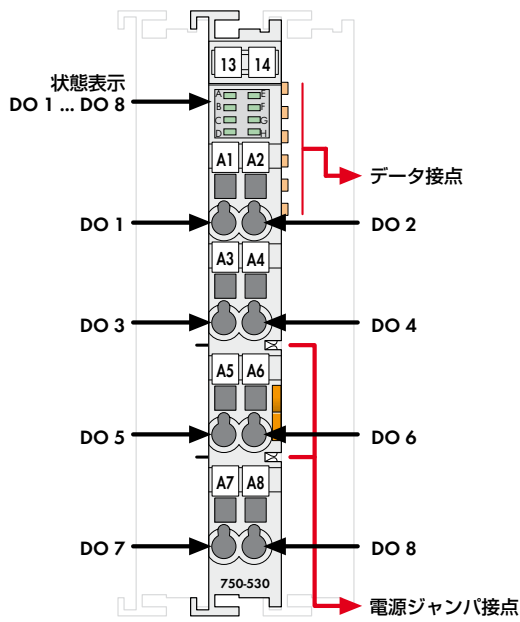 13 14
状態表示
DO 1 ... DO 8
A E
B F
C G
D H
データ接点
A1 A2
DO 1
DO 2
A3 A4
DO 3
DO 4
A5 A6
DO 5
DO 6
A7 A8
DO 7
DO 8
750-530
電源ジャンパ接点